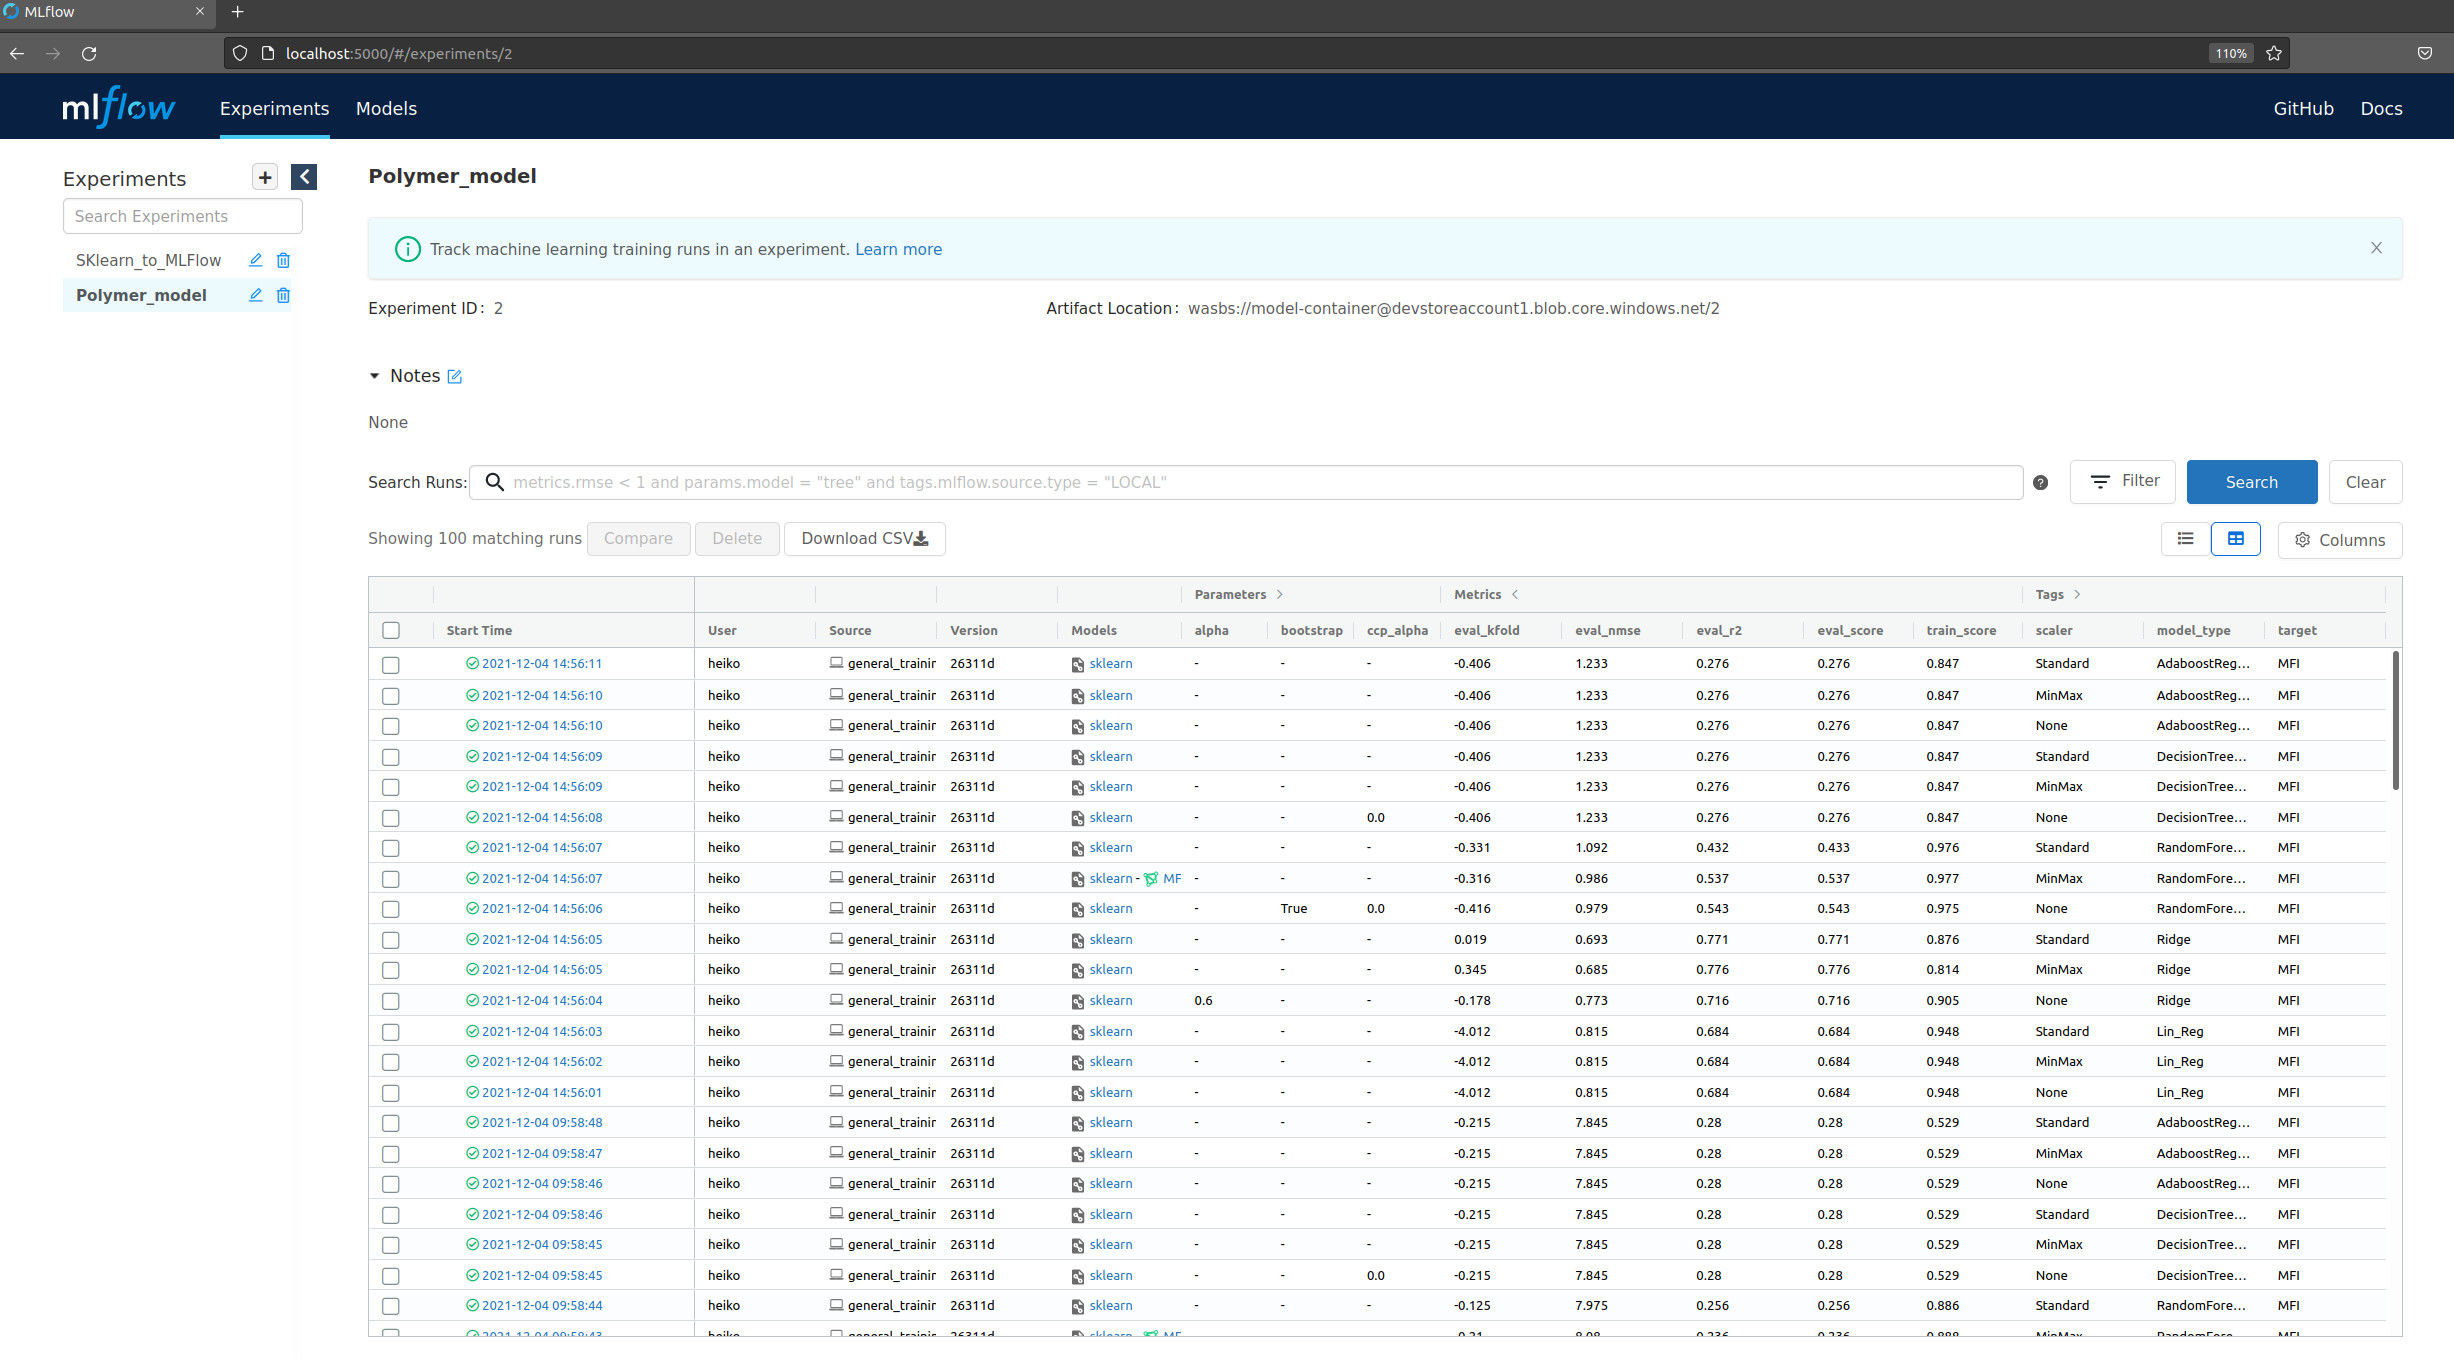 MLflow
localhost:5000/#/experiments/2
110%
mlflow
Experiments
Models
GitHub
Docs
Experiments
Search Experiments
SKlearn_to_MLFlow
Polymer_model
Polymer_model
Track machine learning training runs in an experiment. Learn more
Experiment ID: 2
Artifact Location: wasbs://model-container@devstoreaccount1.blob.core.windows.net/2
Notes
None
Search Runs: metrics.rmse < 1 and params.model = "tree" and tags.mlflow.source.type = "LOCAL"
? Filter Search Clear
Showing 100 matching runs Compare Delete Download CSV Columns
Parameters > Metrics < Tags >
Start Time User Source Version Models alpha bootstrap ccp_alpha eval_kfold eval_nmse eval_r2 eval_score train_score scaler model_type target
2021-12-04 14:56:11 heiko general_trainir 26311d sklearn - - - -0.406 1.233 0.276 0.276 0.847 Standard AdaboostReg... MFI
2021-12-04 14:56:10 heiko general_trainir 26311d sklearn - - - -0.406 1.233 0.276 0.276 0.847 MinMax AdaboostReg... MFI
2021-12-04 14:56:10 heiko general_trainir 26311d sklearn - - - -0.406 1.233 0.276 0.276 0.847 None AdaboostReg... MFI
2021-12-04 14:56:09 heiko general_trainir 26311d sklearn - - - -0.406 1.233 0.276 0.276 0.847 Standard DecisionTree... MFI
2021-12-04 14:56:09 heiko general_trainir 26311d sklearn - - - -0.406 1.233 0.276 0.276 0.847 MinMax DecisionTree... MFI
2021-12-04 14:56:08 heiko general_trainir 26311d sklearn - - 0.0 -0.406 1.233 0.276 0.276 0.847 None DecisionTree... MFI
2021-12-04 14:56:07 heiko general_trainir 26311d sklearn - - - -0.331 1.092 0.432 0.433 0.976 Standard RandomFore... MFI
2021-12-04 14:56:07 heiko general_trainir 26311d sklearn - MF - - - -0.316 0.986 0.537 0.537 0.977 MinMax RandomFore... MFI
2021-12-04 14:56:06 heiko general_trainir 26311d sklearn - True 0.0 -0.416 0.979 0.543 0.543 0.975 None RandomFore... MFI
2021-12-04 14:56:05 heiko general_trainir 26311d sklearn - - - 0.019 0.693 0.771 0.771 0.876 Standard Ridge MFI
2021-12-04 14:56:05 heiko general_trainir 26311d sklearn - - - 0.345 0.685 0.776 0.776 0.814 MinMax Ridge MFI
2021-12-04 14:56:04 heiko general_trainir 26311d sklearn 0.6 - - -0.178 0.773 0.716 0.716 0.905 None Ridge MFI
2021-12-04 14:56:03 heiko general_trainir 26311d sklearn - - - -4.012 0.815 0.684 0.684 0.948 Standard Lin_Reg MFI
2021-12-04 14:56:02 heiko general_trainir 26311d sklearn - - - -4.012 0.815 0.684 0.684 0.948 MinMax Lin_Reg MFI
2021-12-04 14:56:01 heiko general_trainir 26311d sklearn - - - -4.012 0.815 0.684 0.684 0.948 None Lin_Reg MFI
2021-12-04 09:58:48 heiko general_trainir 26311d sklearn - - - -0.215 7.845 0.28 0.28 0.529 Standard AdaboostReg... MFI
2021-12-04 09:58:47 heiko general_trainir 26311d sklearn - - - -0.215 7.845 0.28 0.28 0.529 MinMax AdaboostReg... MFI
2021-12-04 09:58:46 heiko general_trainir 26311d sklearn - - - -0.215 7.845 0.28 0.28 0.529 None AdaboostReg... MFI
2021-12-04 09:58:46 heiko general_trainir 26311d sklearn - - - -0.215 7.845 0.28 0.28 0.529 Standard DecisionTree... MFI
2021-12-04 09:58:45 heiko general_trainir 26311d sklearn - - - -0.215 7.845 0.28 0.28 0.529 MinMax DecisionTree... MFI
2021-12-04 09:58:45 heiko general_trainir 26311d sklearn - - 0.0 -0.215 7.845 0.28 0.28 0.529 None DecisionTree... MFI
2021-12-04 09:58:44 heiko general_trainir 26311d sklearn - - - -0.125 7.975 0.256 0.256 0.886 Standard RandomFore... MFI